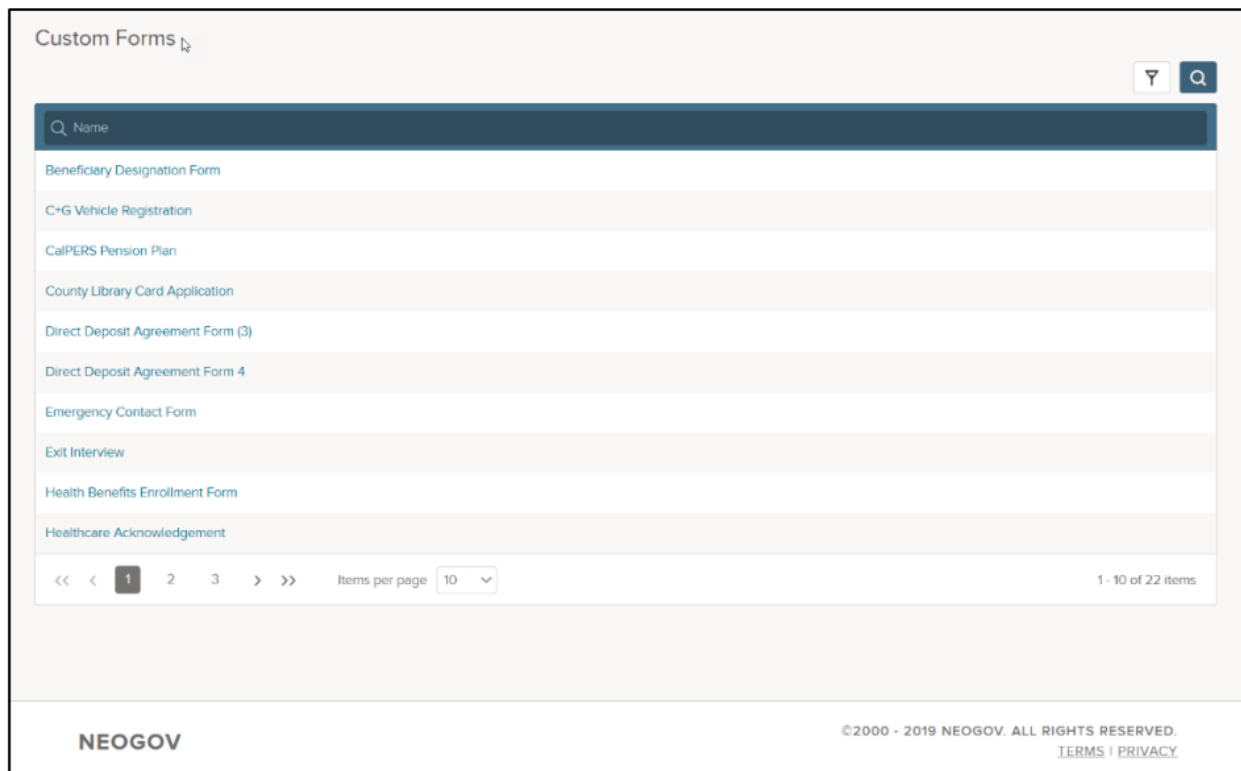 Custom Forms
Name
Beneficiary Designation Form
C+G Vehicle Registration
CalPERS Pension Plan
County Library Card Application
Direct Deposit Agreement Form (3)
Direct Deposit Agreement Form 4
Emergency Contact Form
Exit Interview
Health Benefits Enrollment Form
Healthcare Acknowledgement
<< < 1 2 3 > >> Items per page 10 1 - 10 of 22 items
NEOGOV ©2000 - 2019 NEOGOV. ALL RIGHTS RESERVED.
TERMS | PRIVACY